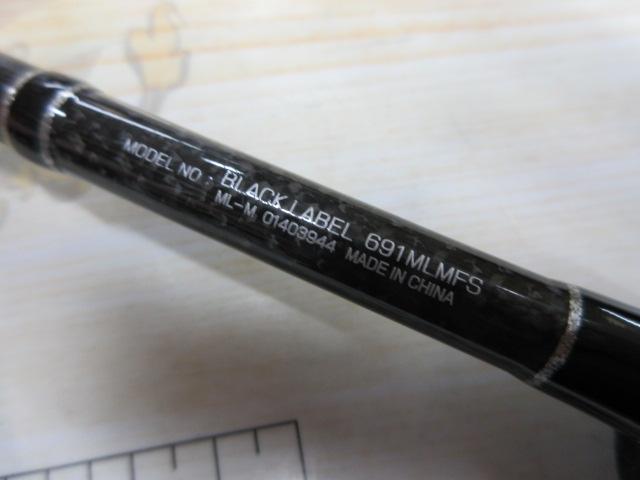 MODEL NO : BLACK LABEL 691MLMFS
ML-M 01403944 MADE IN CHINA